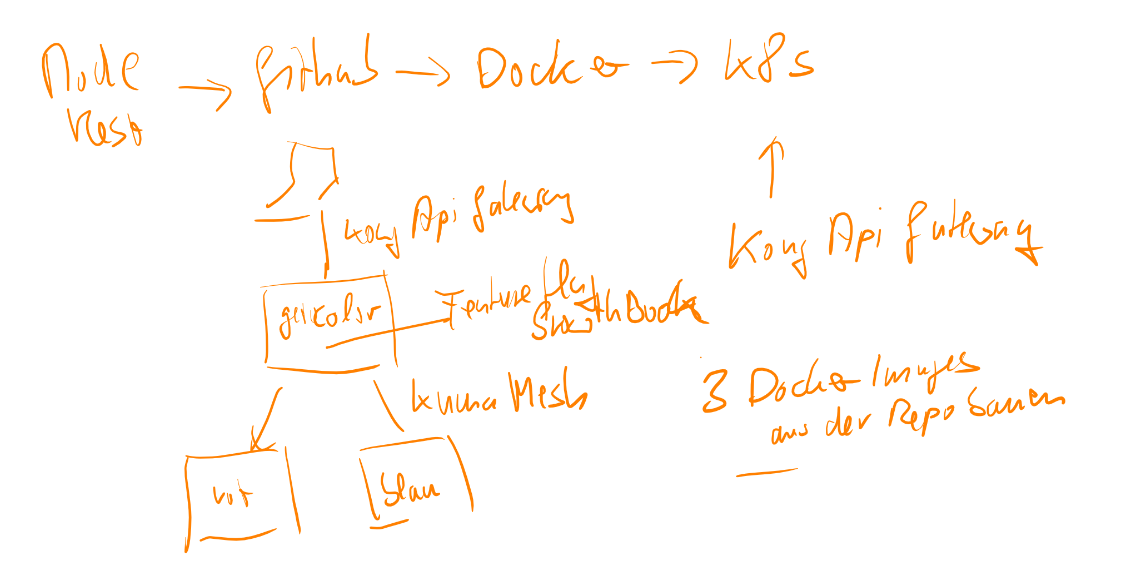 Node → Github → Docker → k8s
Rest
Kong Api Gateway
Kong Api Gateway
getcolor
Feature flag
GrowthBook
Kuma Mesh
3 Docker Images
aus der Repo bauen
rot
blau